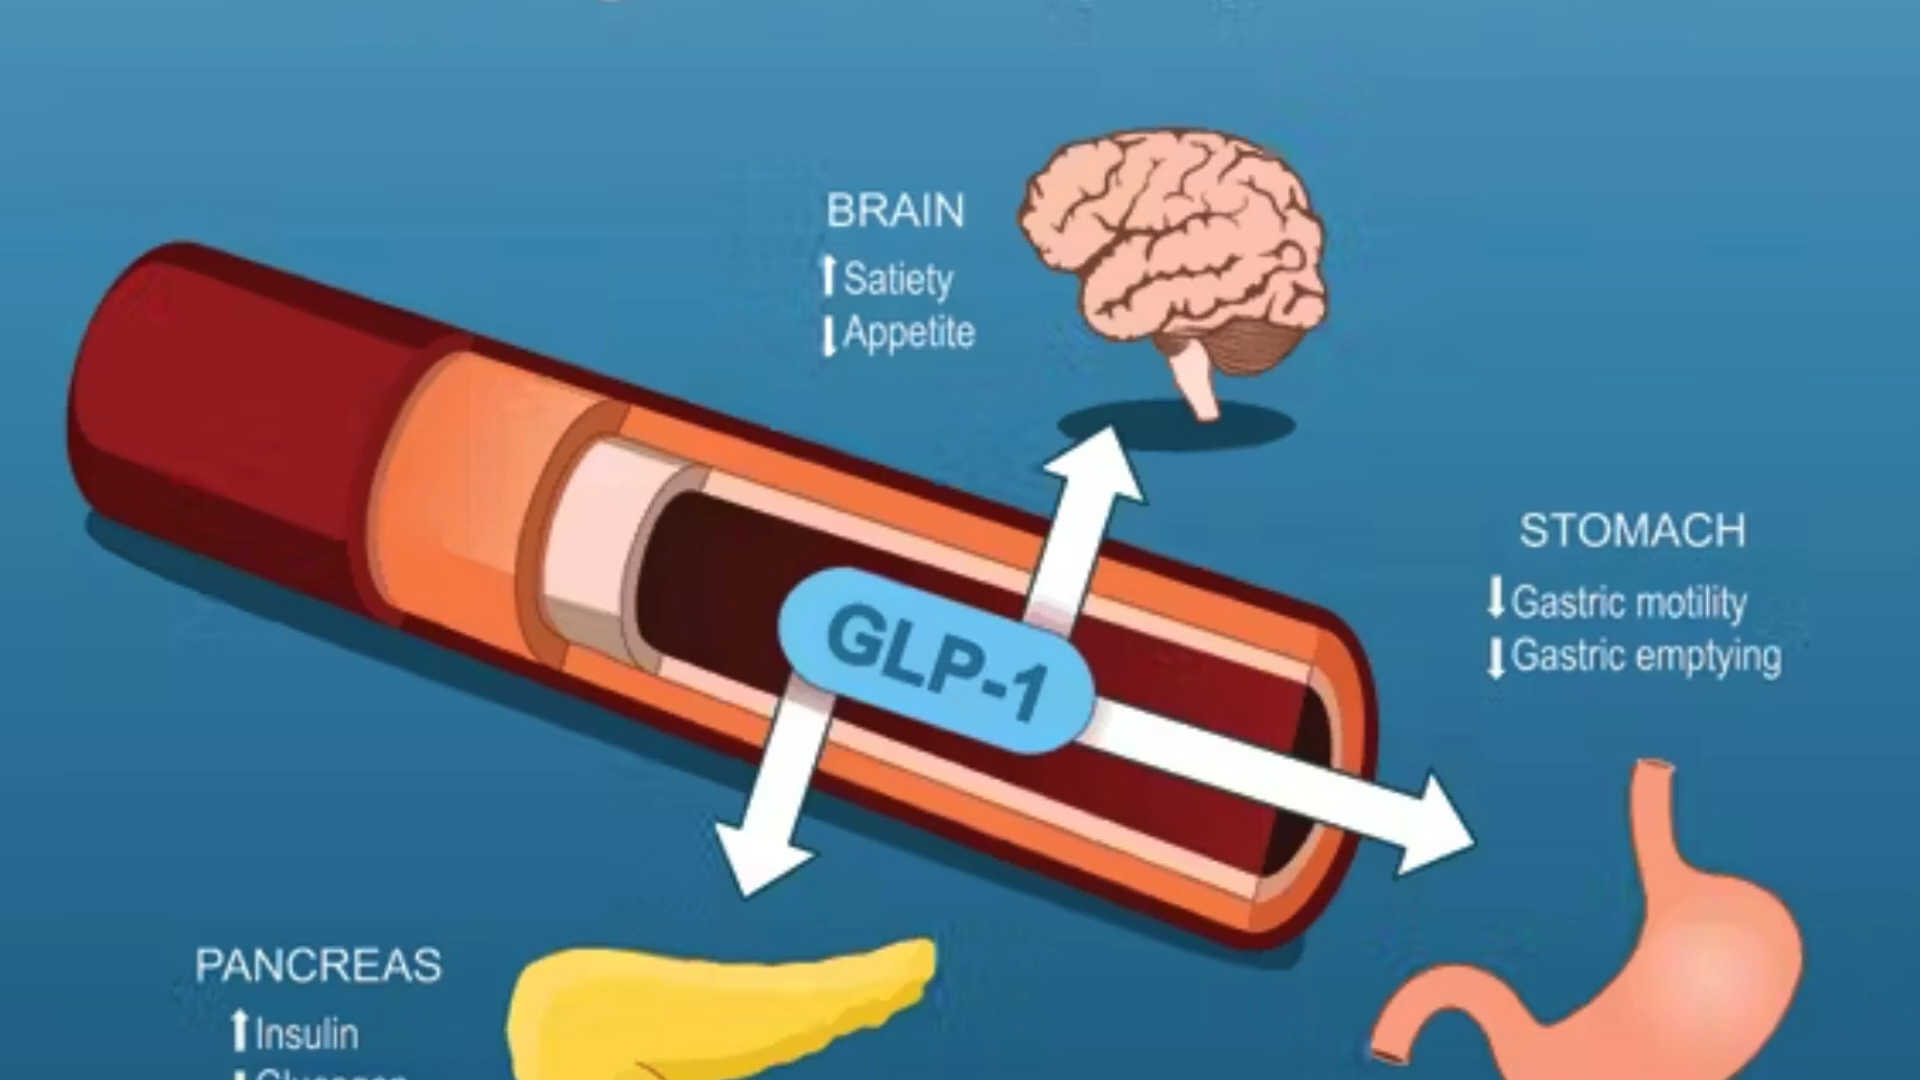 BRAIN
Satiety
Appetite
STOMACH
Gastric motility
Gastric emptying
GLP-1
PANCREAS
Insulin